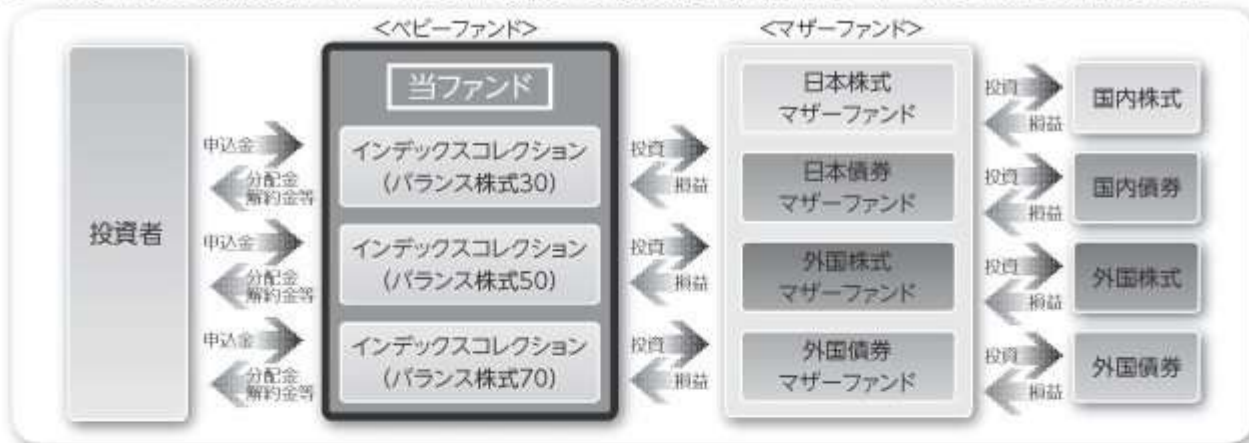 <ベビーファンド>
<マザーファンド>
投資者
申込金
分配金
解約金等
申込金
分配金
解約金等
申込金
分配金
解約金等
当ファンド
インデックスコレクション
(バランス株式30)
インデックスコレクション
(バランス株式50)
インデックスコレクション
(バランス株式70)
投資
損益
投資
損益
投資
損益
日本株式
マザーファンド
日本債券
マザーファンド
外国株式
マザーファンド
外国債券
マザーファンド
投資
損益
投資
損益
投資
損益
投資
損益
国内株式
国内債券
外国株式
外国債券